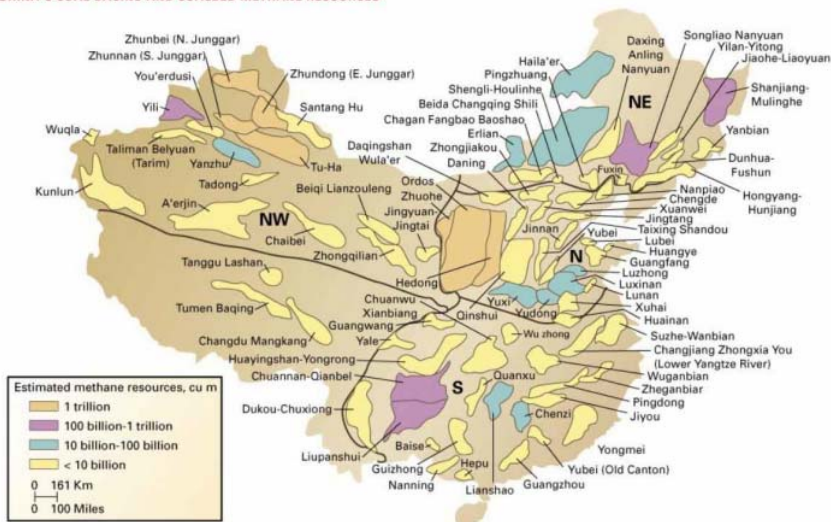 Zhunbei (N. Junggar)
Zhunnan (S. Junggar)
You'erdusi
Yili
Wuqla
Taliman Belyuan
(Tarim)
Yanzhu
Kunlun
Tadong
A'erjin
NW
Zhundong (E. Junggar)
Santang Hu
Tu-Ha
Beiqi Lianzouleng
Chaibei
Zhongqilian
Tanggu Lashan
Tumen Baqing
Changdu Mangkang
Haila'er
Pingzhuang
Shengli-Houlinhe
Beida Changqing Shili
Chagan Fangbao Baoshao
Erlian
Zhongjiakou
Daning
Daqingshan
Wula'er
Ordos
Zhuohe
Jingyuan-
Jingtai
Hedong
Daxing
Anling
Nanyuan
NE
Songliao Nanyuan
Yilan-Yitong
Jiaohe-Liaoyuan
Shanjiang-
Mulinghe
Yanbian
Dunhua-
Fushun
Hongyang-
Hunjiang
Fuxin
Nanpiao
Chengde
Xuanwei
Jingtang
Taixing Shandou
Jinnan
Yubei
Lubei
Huangye
Guangfang
N
Luzhong
Luxinan
Lunan
Xuhai
Huainan
Yuxi
Yudong
Qinshui
Chuanwu
Xianbiang
Guangwang
Yale
Huayingshan-Yongrong
Chuannan-Qianbel
Dukou-Chuxiong
Liupanshui
S
Wu zhong
Quanxu
Suzhe-Wanbian
Changjiang Zhongxia You
(Lower Yangtze River)
Wuganbian
Zheganbiar
Pingdong
Jiyou
Chenzi
Yongmei
Yubei (Old Canton)
Guangzhou
Lianshao
Hepu
Nanning
Guizhong
Baise
Estimated methane resources, cu m
1 trillion
100 billion-1 trillion
10 billion-100 billion
< 10 billion
0 161 Km
0 100 Miles